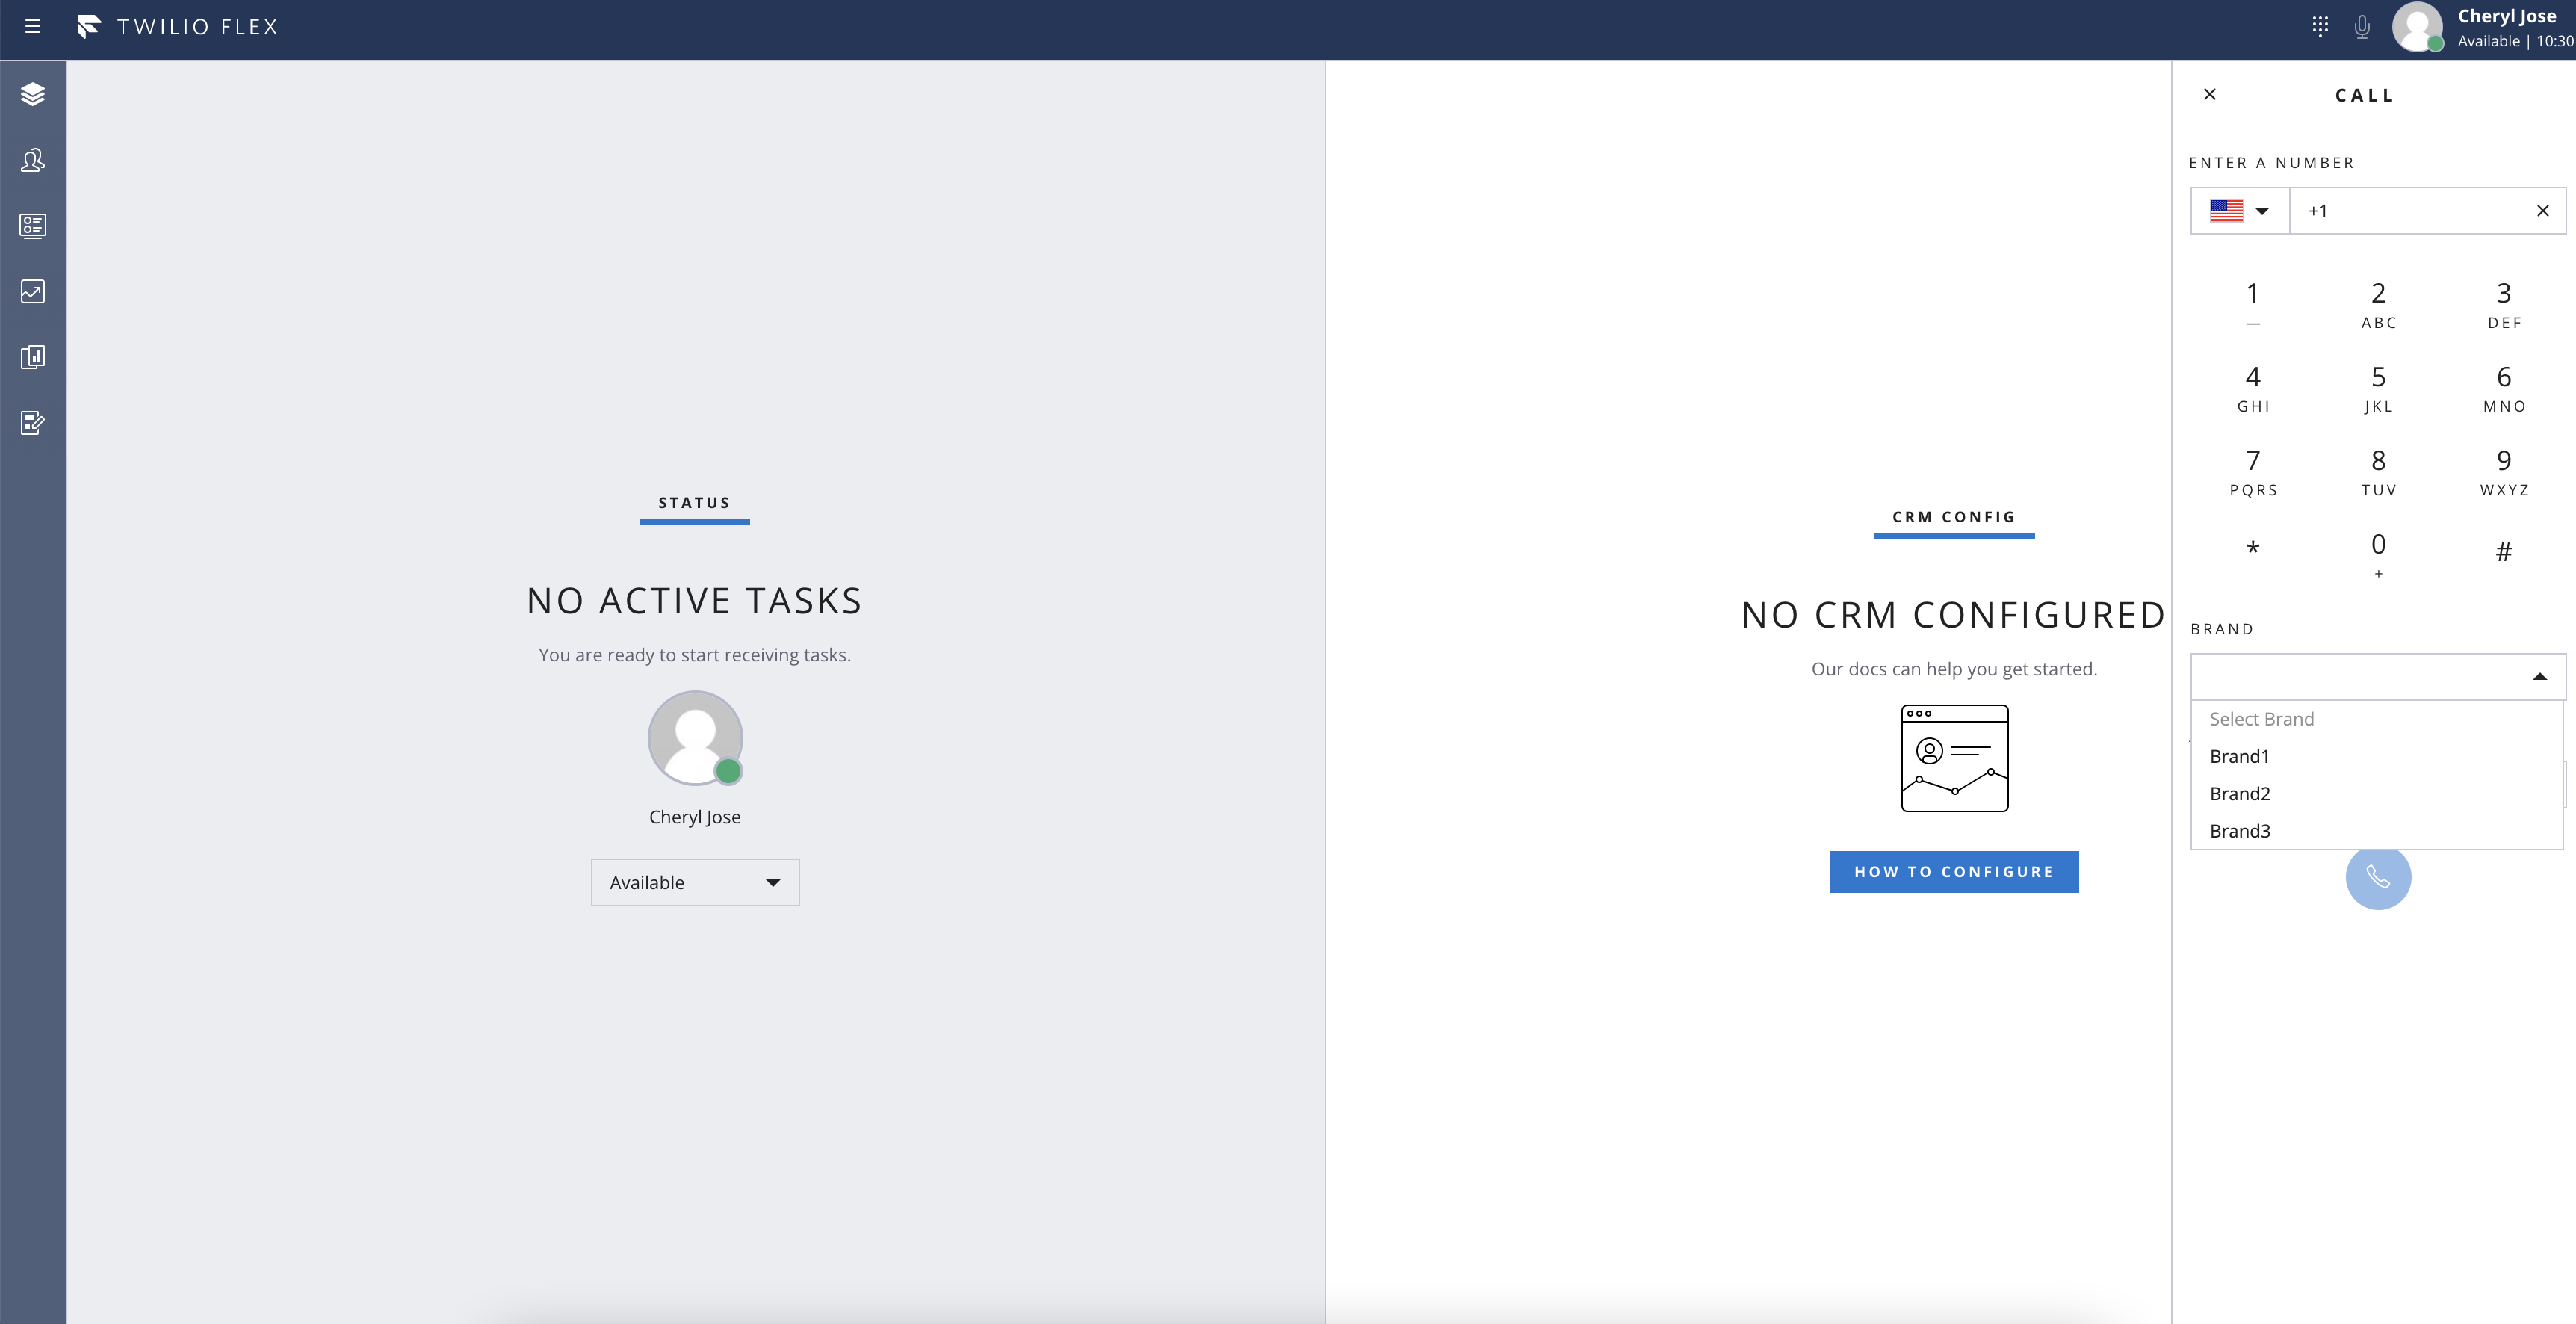 TWILIO FLEX
Cheryl Jose
Available | 10:30
STATUS
NO ACTIVE TASKS
You are ready to start receiving tasks.
Cheryl Jose
Available
CRM CONFIG
NO CRM CONFIGURED
Our docs can help you get started.
HOW TO CONFIGURE
CALL
ENTER A NUMBER
+1
1 2 3
— ABC DEF
4 5 6
GHI JKL MNO
7 8 9
PQRS TUV WXYZ
* 0 #
+
BRAND
Select Brand
Brand1
Brand2
Brand3